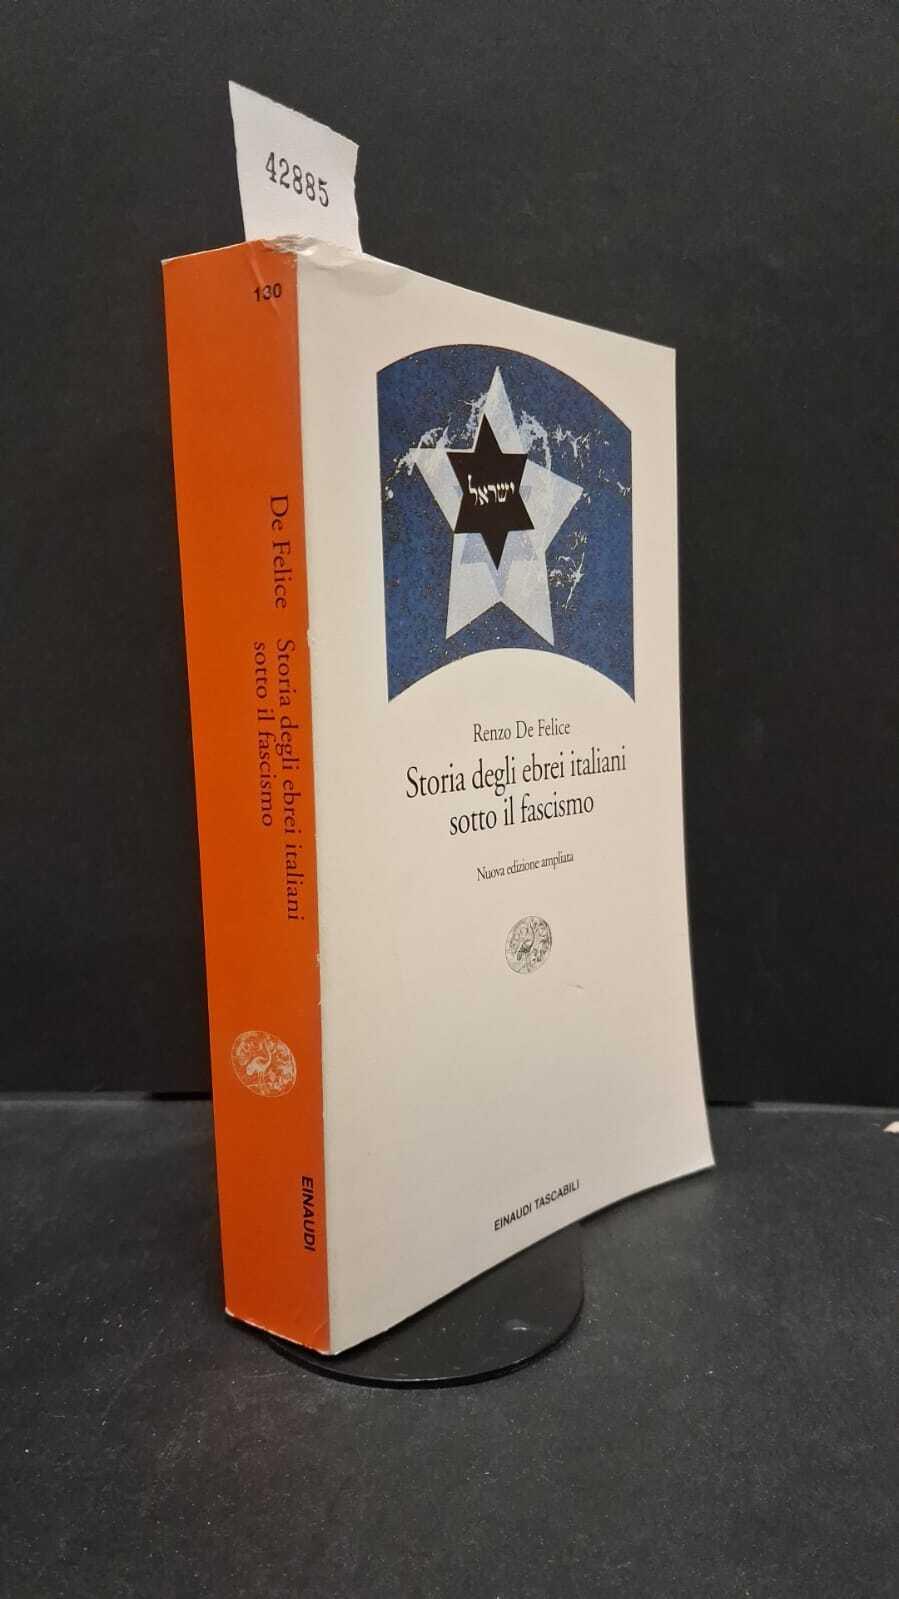 42885
130
De Felice Storia degli ebrei italiani
sotto il fascismo
EINAUDI
ישראל
Renzo De Felice
Storia degli ebrei italiani
sotto il fascismo
Nuova edizione ampliata
EINAUDI TASCABILI